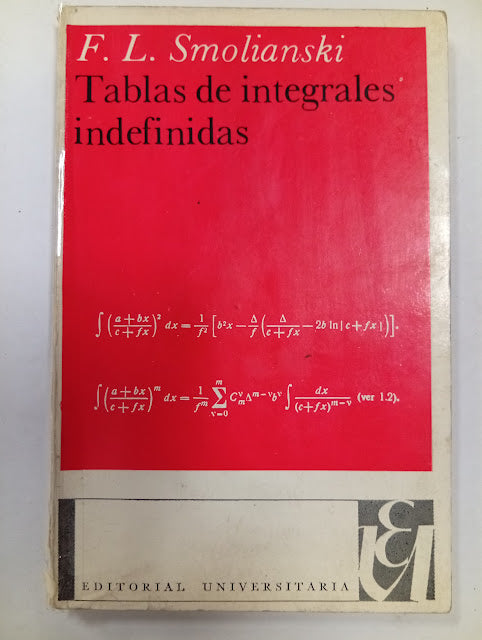 F. L. Smolianski
Tablas de integrales
indefinidas
∫ ( (a + bx) / (c + fx) )² dx = 1/f² [ b²x − Δ/f ( Δ/(c + fx) − 2b ln | c + fx | ) ].
∫ ( (a + bx) / (c + fx) )ᵐ dx = 1/fᵐ ∑_{ν=0}^{m} C_m^ν Δ^{m−ν} b^ν ∫ dx / (c + fx)^{m−ν} (ver 1.2).
EDITORIAL UNIVERSITARIA